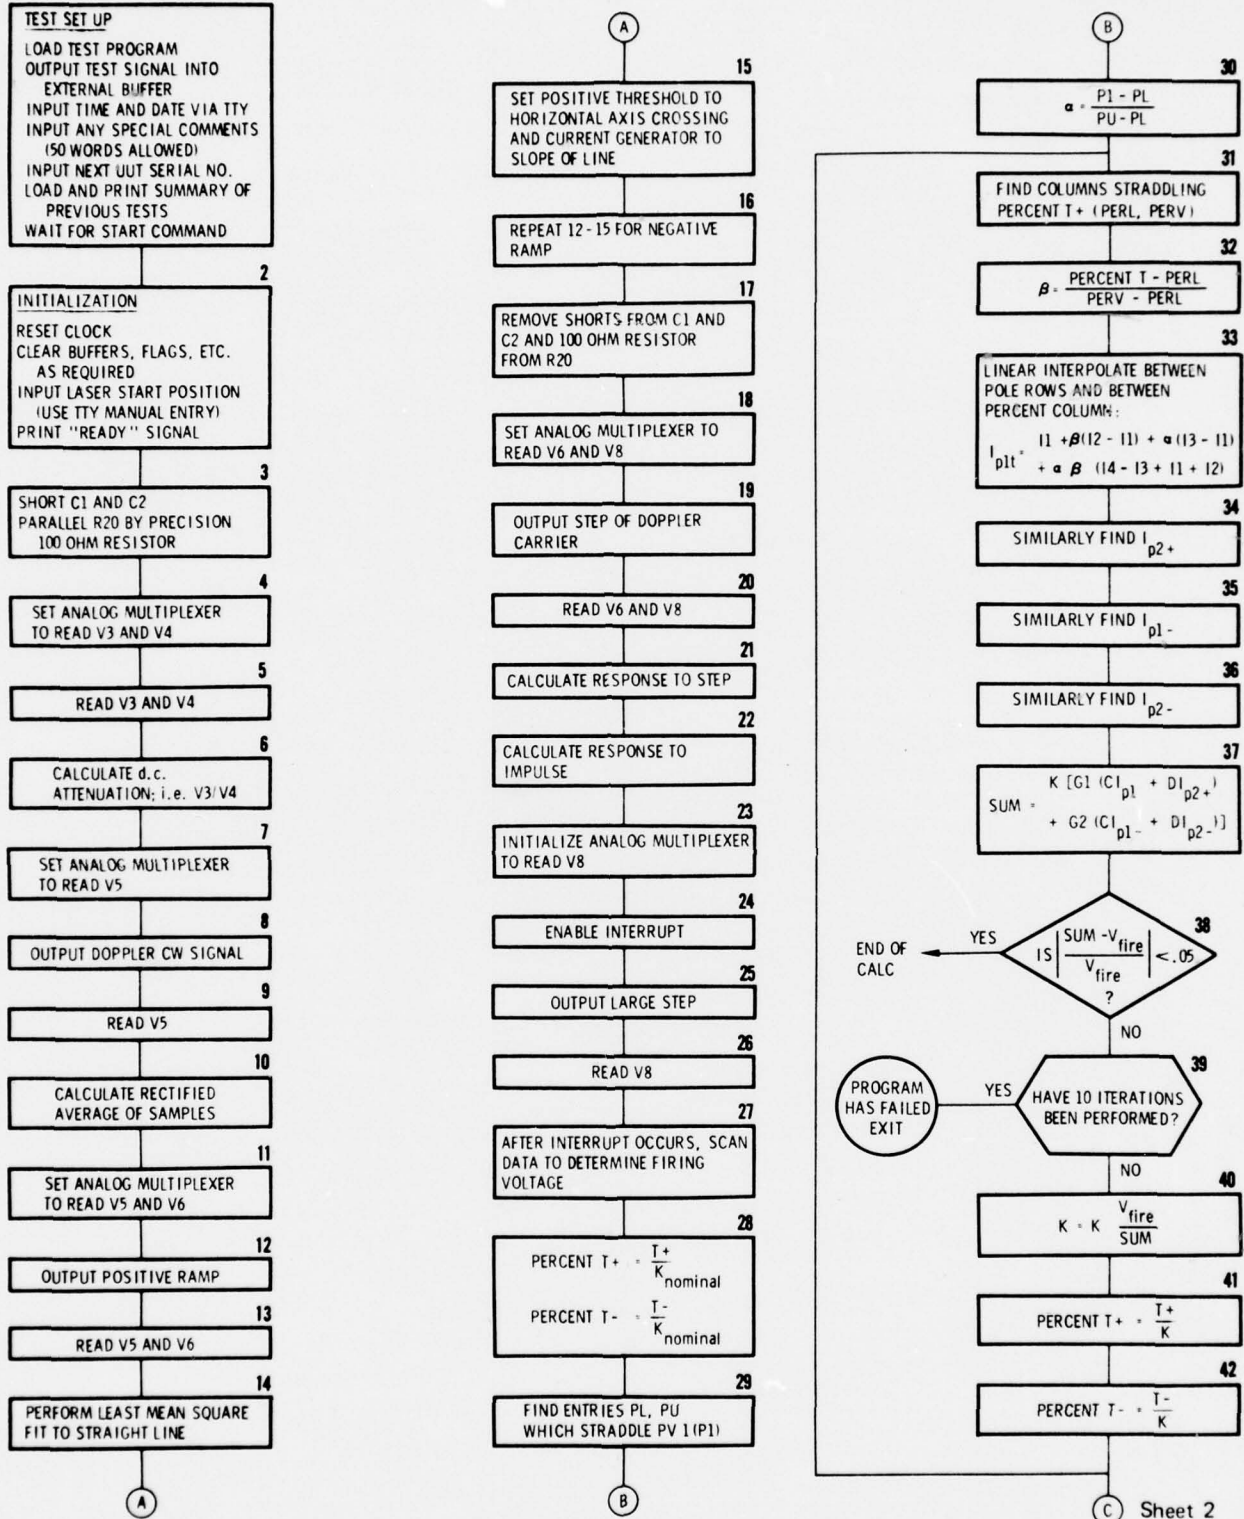 TEST SET UP
LOAD TEST PROGRAM
OUTPUT TEST SIGNAL INTO
EXTERNAL BUFFER
INPUT TIME AND DATE VIA TTY
INPUT ANY SPECIAL COMMENTS
(50 WORDS ALLOWED)
INPUT NEXT UUT SERIAL NO.
LOAD AND PRINT SUMMARY OF
PREVIOUS TESTS
WAIT FOR START COMMAND
2
INITIALIZATION
RESET CLOCK
CLEAR BUFFERS, FLAGS, ETC.
AS REQUIRED
INPUT LASER START POSITION
(USE TTY MANUAL ENTRY)
PRINT "READY" SIGNAL
3
SHORT C1 AND C2
PARALLEL R20 BY PRECISION
100 OHM RESISTOR
4
SET ANALOG MULTIPLEXER
TO READ V3 AND V4
5
READ V3 AND V4
6
CALCULATE d.c.
ATTENUATION; i.e. V3/V4
7
SET ANALOG MULTIPLEXER
TO READ V5
8
OUTPUT DOPPLER CW SIGNAL
9
READ V5
10
CALCULATE RECTIFIED
AVERAGE OF SAMPLES
11
SET ANALOG MULTIPLEXER
TO READ V5 AND V6
12
OUTPUT POSITIVE RAMP
13
READ V5 AND V6
14
PERFORM LEAST MEAN SQUARE
FIT TO STRAIGHT LINE
A
A
15
SET POSITIVE THRESHOLD TO
HORIZONTAL AXIS CROSSING
AND CURRENT GENERATOR TO
SLOPE OF LINE
16
REPEAT 12-15 FOR NEGATIVE
RAMP
17
REMOVE SHORTS FROM C1 AND
C2 AND 100 OHM RESISTOR
FROM R20
18
SET ANALOG MULTIPLEXER TO
READ V6 AND V8
19
OUTPUT STEP OF DOPPLER
CARRIER
20
READ V6 AND V8
21
CALCULATE RESPONSE TO STEP
22
CALCULATE RESPONSE TO
IMPULSE
23
INITIALIZE ANALOG MULTIPLEXER
TO READ V8
24
ENABLE INTERRUPT
25
OUTPUT LARGE STEP
26
READ V8
27
AFTER INTERRUPT OCCURS, SCAN
DATA TO DETERMINE FIRING
VOLTAGE
28
PERCENT T+ = T+ / K nominal
PERCENT T- = T- / K nominal
29
FIND ENTRIES PL, PU
WHICH STRADDLE PV 1 (P1)
B
B
30
α = P1 - PL / PU - PL
31
FIND COLUMNS STRADDLING
PERCENT T+ (PERL, PERV)
32
β = PERCENT T - PERL / PERV - PERL
33
LINEAR INTERPOLATE BETWEEN
POLE ROWS AND BETWEEN
PERCENT COLUMN:
I p1t = I1 + β(I2 - I1) + α(I3 - I1)
+ α β (I4 - I3 + I1 + I2)
34
SIMILARLY FIND I p2+
35
SIMILARLY FIND I p1-
36
SIMILARLY FIND I p2-
37
SUM = K [G1 (CI p1 + DI p2+)
+ G2 (CI p1- + DI p2-)]
38
IS | SUM - V fire / V fire | < .05
?
YES
END OF
CALC
NO
39
HAVE 10 ITERATIONS
BEEN PERFORMED?
YES
PROGRAM
HAS FAILED
EXIT
NO
40
K = K V fire / SUM
41
PERCENT T+ = T+ / K
42
PERCENT T- = T- / K
C Sheet 2